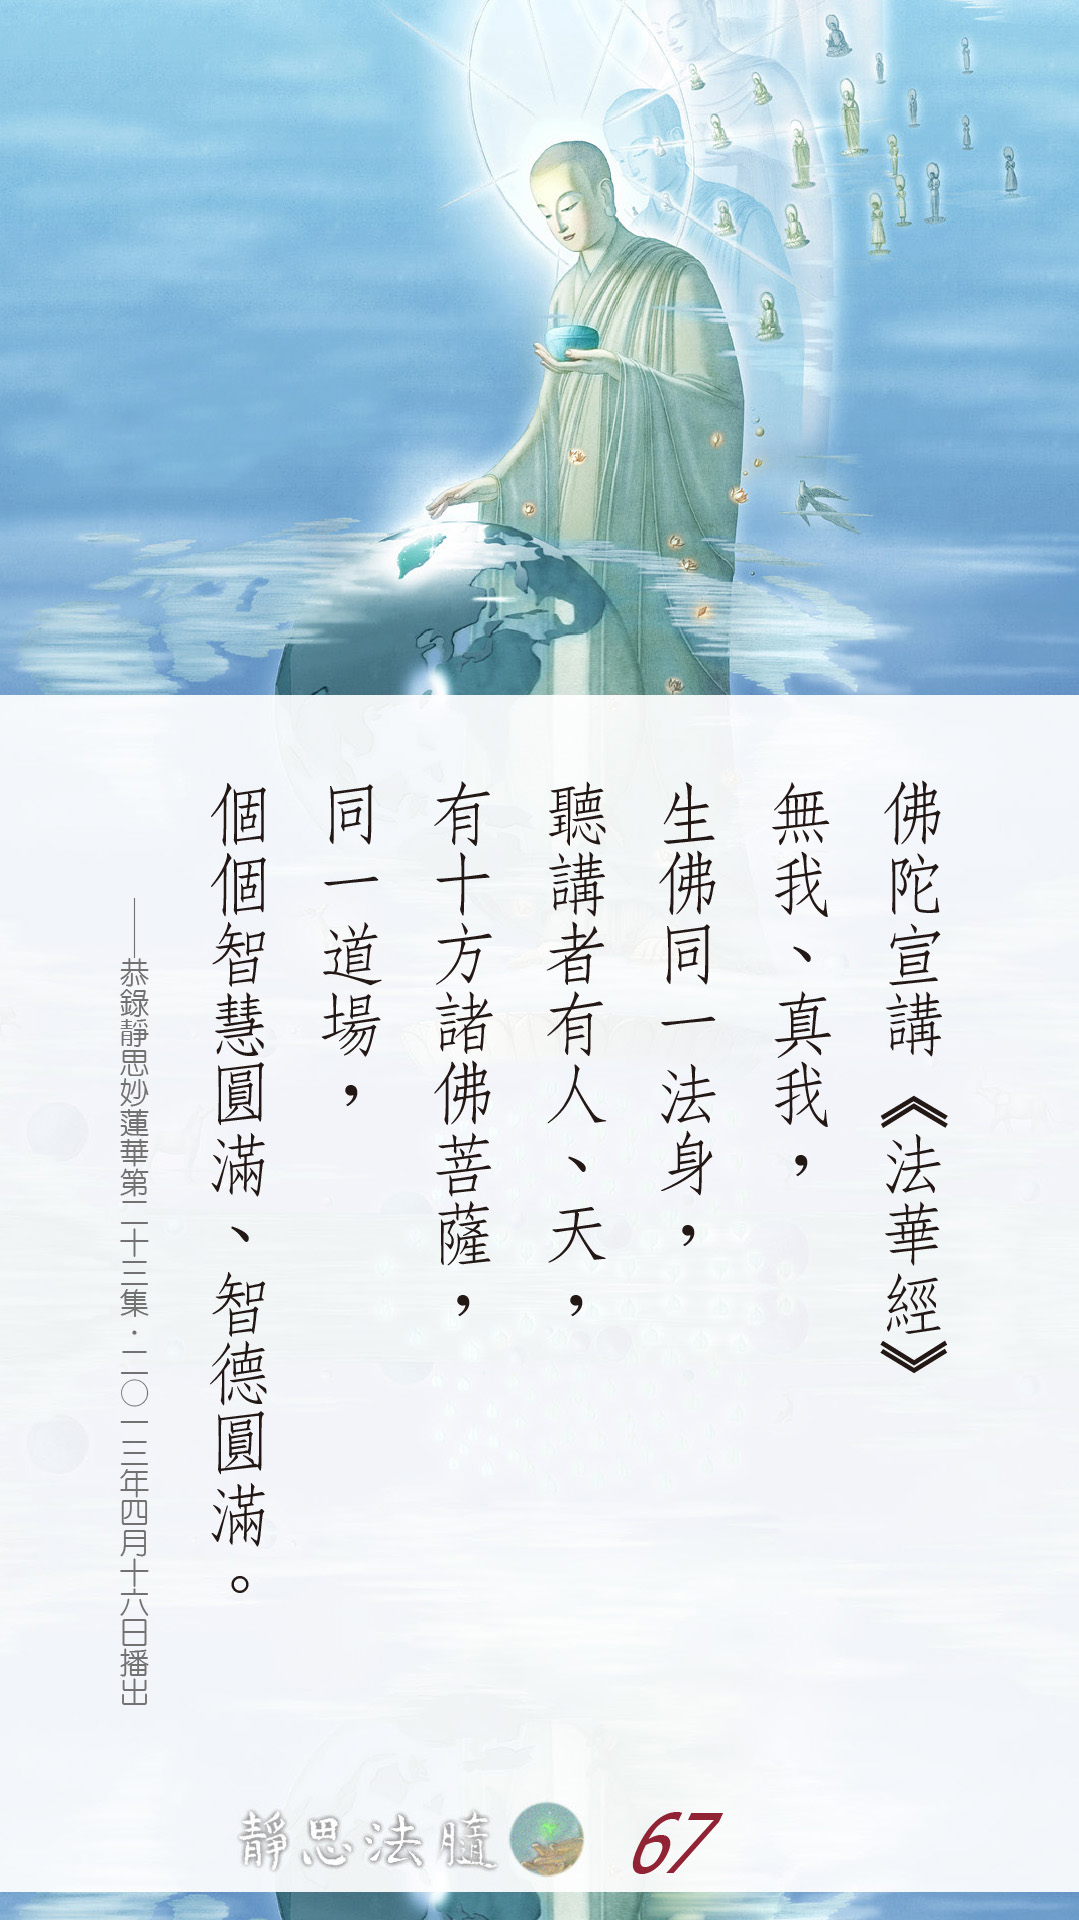 佛陀宣講《法華經》
無我、真我，
生佛同一法身，
聽講者有人、天，
有十方諸佛菩薩，
同一道場，
個個智慧圓滿、智德圓滿。
——恭錄靜思妙蓮華第二十三集・二〇一三年四月十六日播出
靜思法髓
67